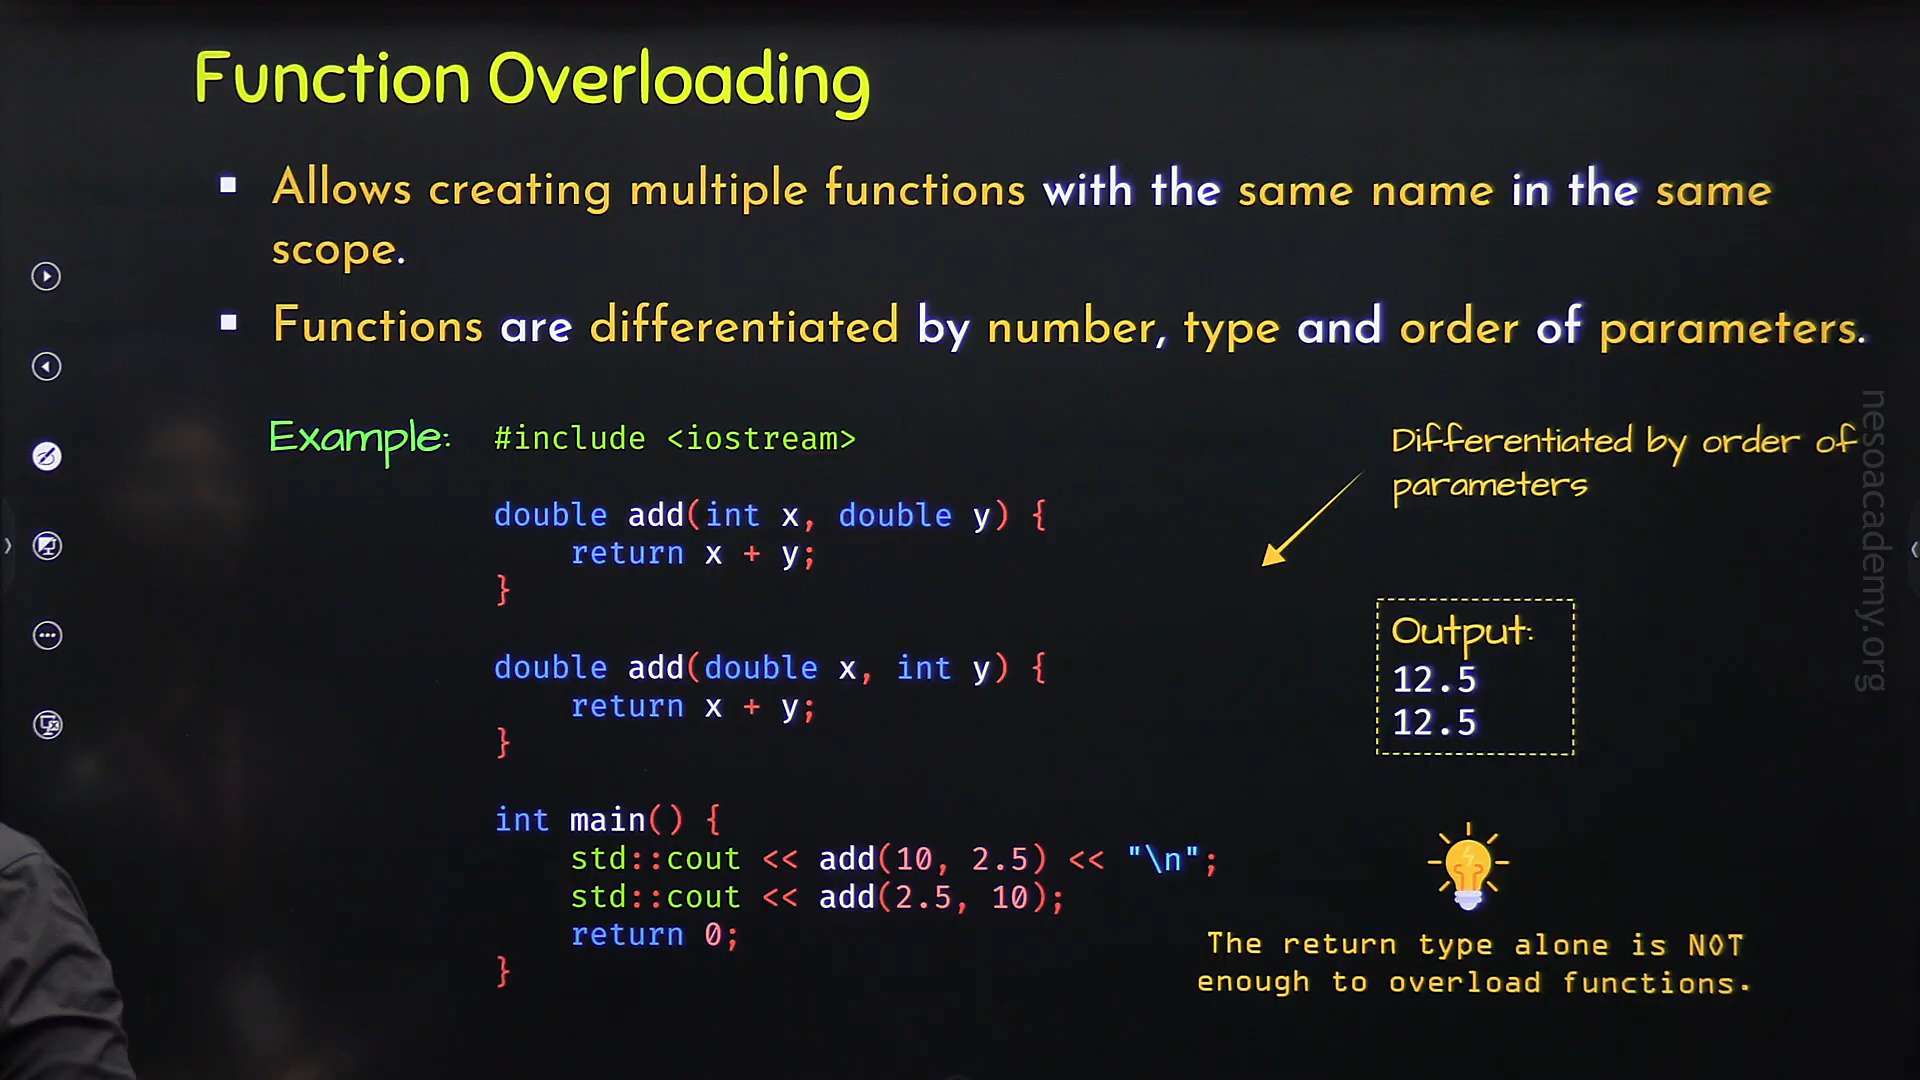 Function Overloading
▪ Allows creating multiple functions with the same name in the same
scope.
▪ Functions are differentiated by number, type and order of parameters.
Example:
#include <iostream>
double add(int x, double y) {
    return x + y;
}
double add(double x, int y) {
    return x + y;
}
int main() {
    std::cout << add(10, 2.5) << "\n";
    std::cout << add(2.5, 10);
    return 0;
}
Differentiated by order of
parameters
Output:
12.5
12.5
The return type alone is NOT
enough to overload functions.
nesoacademy.org